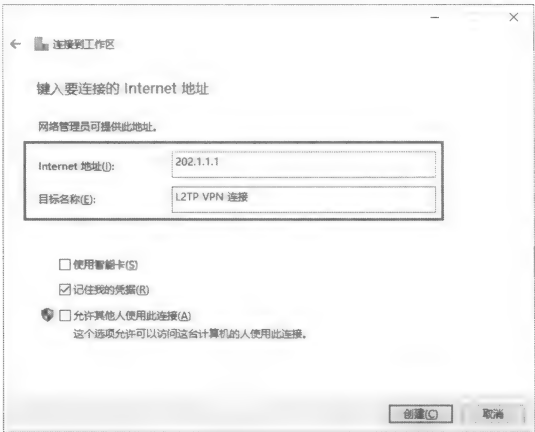 连接到工作区
键入要连接的 Internet 地址
网络管理员可提供此地址。
Internet 地址(I):
202.1.1.1
目标名称(E):
L2TP VPN 连接
使用智能卡(S)
记住我的凭据(R)
允许其他人使用此连接(A)
这个选项允许可以访问这台计算机的人使用此连接。
创建(C)
取消